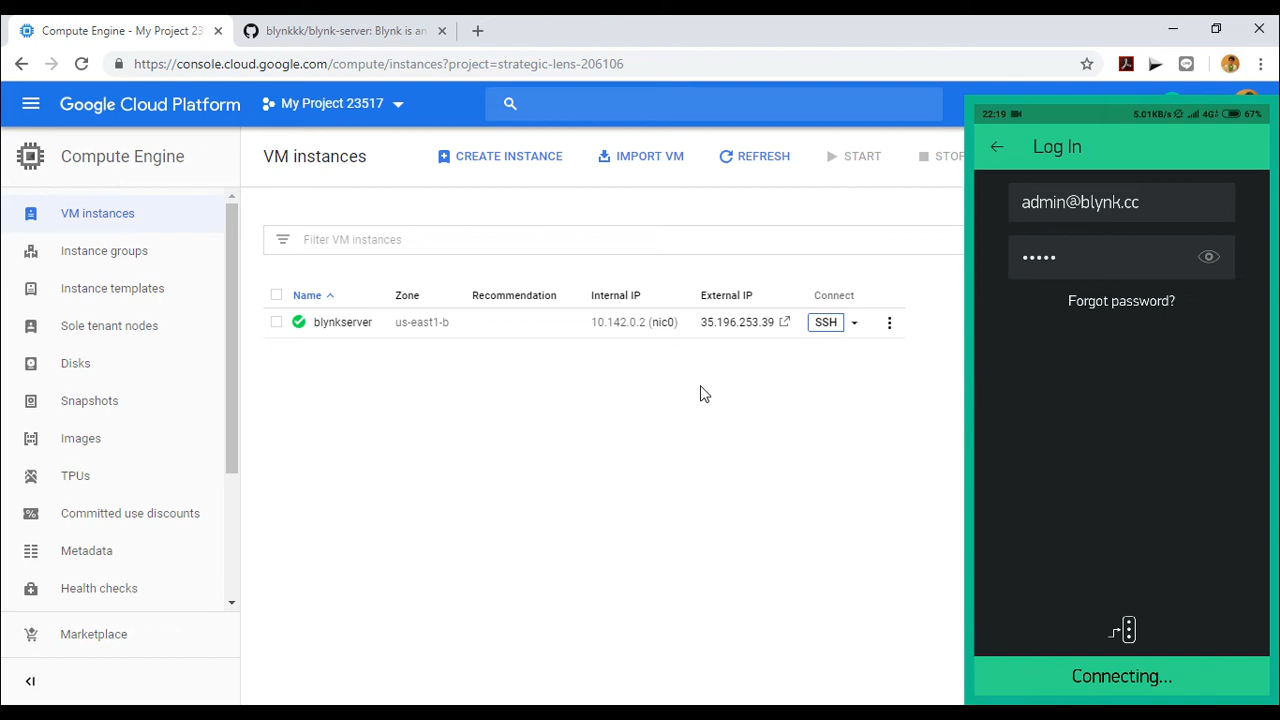 Compute Engine - My Project 23
blynkkk/blynk-server: Blynk is an
https://console.cloud.google.com/compute/instances?project=strategic-lens-206106
Google Cloud Platform
My Project 23517
Compute Engine
VM instances
Instance groups
Instance templates
Sole tenant nodes
Disks
Snapshots
Images
TPUs
Committed use discounts
Metadata
Health checks
Marketplace
VM instances
CREATE INSTANCE
IMPORT VM
REFRESH
START
STOP
Filter VM instances
Name Zone Recommendation Internal IP External IP Connect
blynkserver us-east1-b 10.142.0.2 (nic0) 35.196.253.39 SSH
22:19 5.01KB/s 4G 67%
Log In
admin@blynk.cc
•••••
Forgot password?
Connecting...